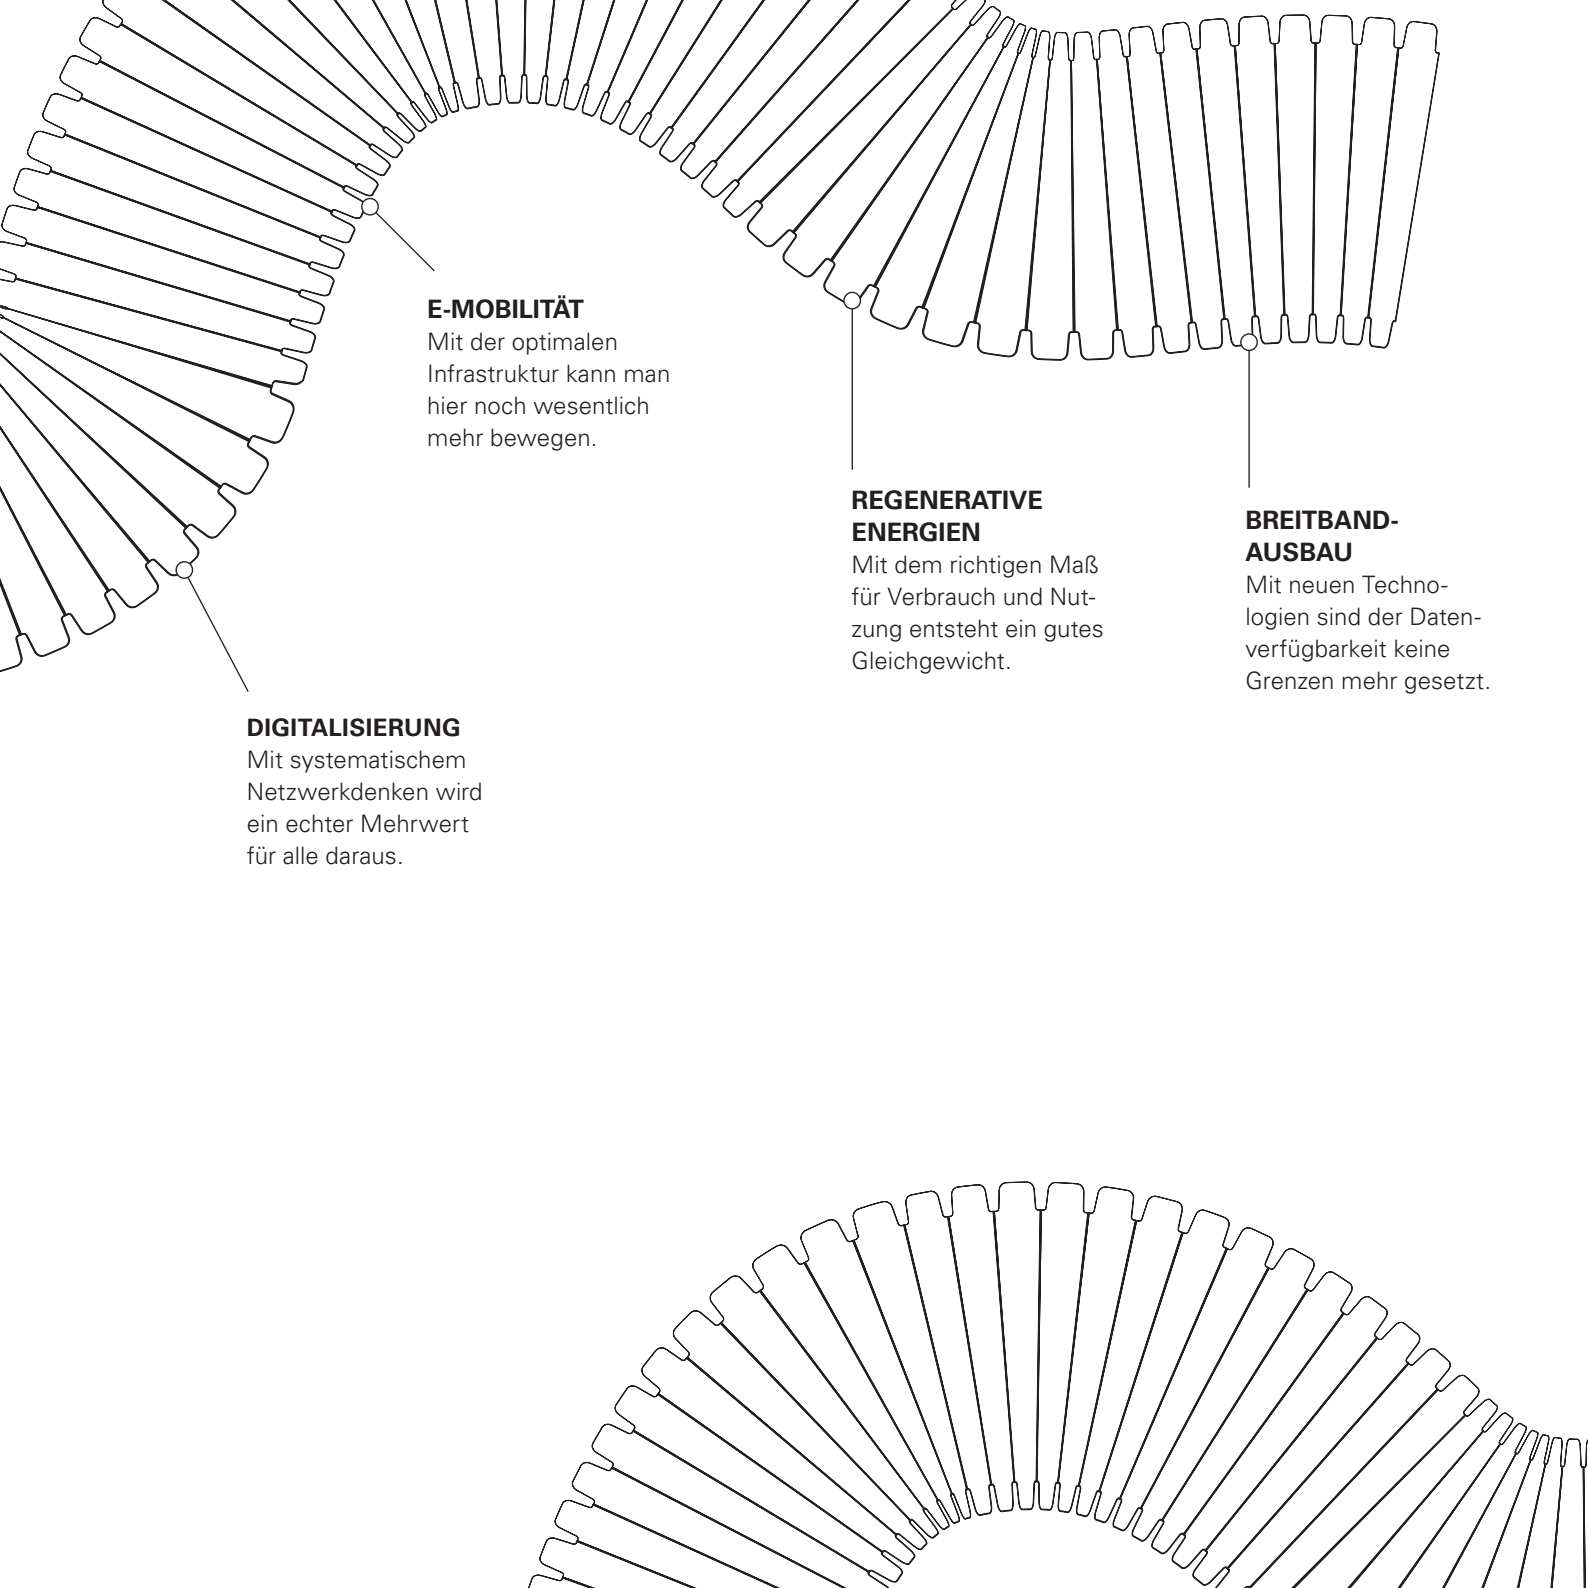 E-MOBILITÄT
Mit der optimalen
Infrastruktur kann man
hier noch wesentlich
mehr bewegen.
REGENERATIVE
ENERGIEN
Mit dem richtigen Maß
für Verbrauch und Nut-
zung entsteht ein gutes
Gleichgewicht.
BREITBAND-
AUSBAU
Mit neuen Techno-
logien sind der Daten-
verfügbarkeit keine
Grenzen mehr gesetzt.
DIGITALISIERUNG
Mit systematischem
Netzwerkdenken wird
ein echter Mehrwert
für alle daraus.